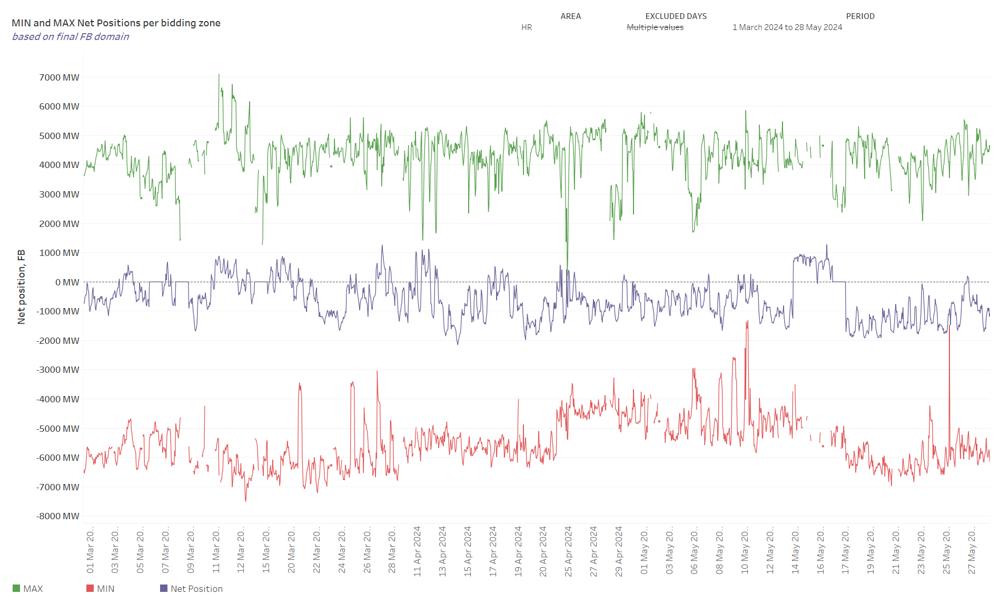 MIN and MAX Net Positions per bidding zone
based on final FB domain
AREA
HR
EXCLUDED DAYS
Multiple values
PERIOD
1 March 2024 to 28 May 2024
Net position, FB
7000 MW
6000 MW
5000 MW
4000 MW
3000 MW
2000 MW
1000 MW
0 MW
-1000 MW
-2000 MW
-3000 MW
-4000 MW
-5000 MW
-6000 MW
-7000 MW
-8000 MW
01 Mar 20..
03 Mar 20..
05 Mar 20..
07 Mar 20..
09 Mar 20..
11 Mar 20..
12 Mar 20..
15 Mar 20..
20 Mar 20..
22 Mar 20..
24 Mar 20..
26 Mar 20..
28 Mar 20..
11 Apr 2024
13 Apr 2024
15 Apr 2024
17 Apr 2024
19 Apr 2024
20 Apr 2024
25 Apr 2024
27 Apr 2024
29 Apr 2024
01 May 20..
03 May 20..
06 May 20..
08 May 20..
10 May 20..
12 May 20..
14 May 20..
16 May 20..
17 May 20..
19 May 20..
21 May 20..
23 May 20..
25 May 20..
27 May 20..
MAX
MIN
Net Position